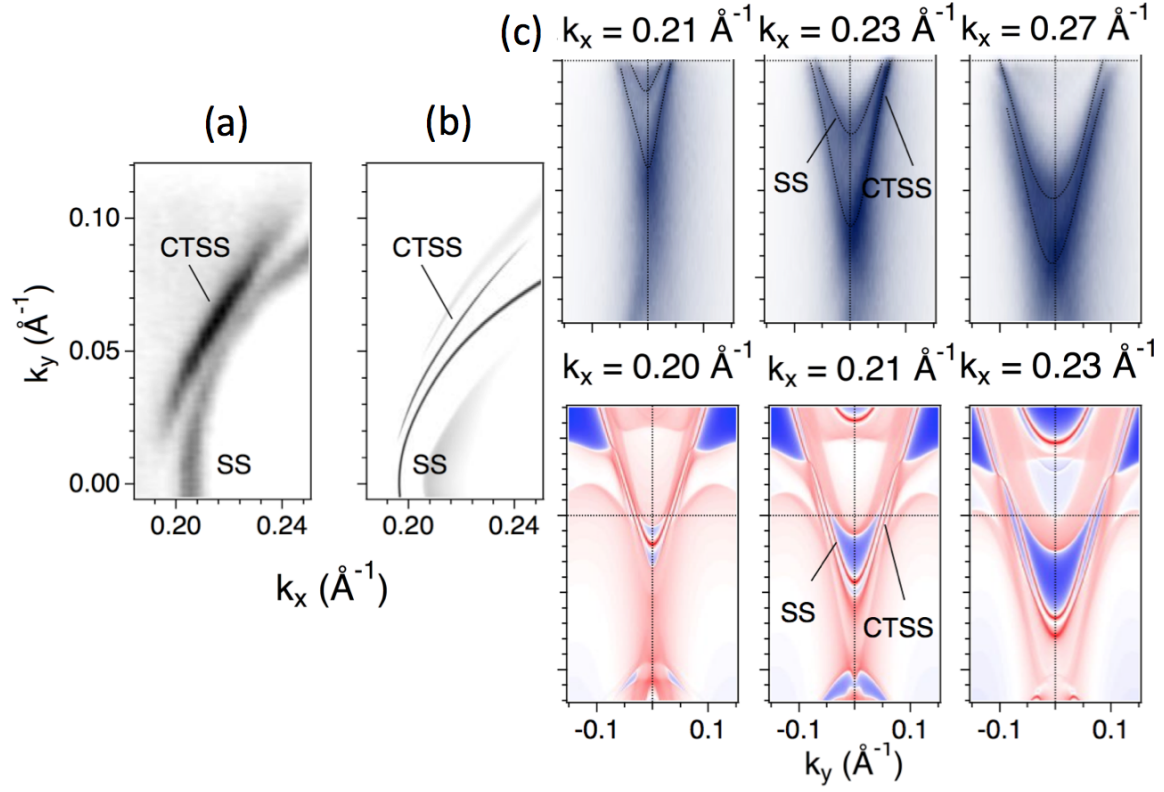 (c) kx = 0.21 Å-1 kx = 0.23 Å-1 kx = 0.27 Å-1
(a) (b)
SS CTSS
CTSS CTSS
SS SS
ky (Å-1)
0.10
0.05
0.00
0.20 0.24 0.20 0.24
kx (Å-1)
kx = 0.20 Å-1 kx = 0.21 Å-1 kx = 0.23 Å-1
SS CTSS
-0.1 0.1 -0.1 0.1 -0.1 0.1
ky (Å-1)